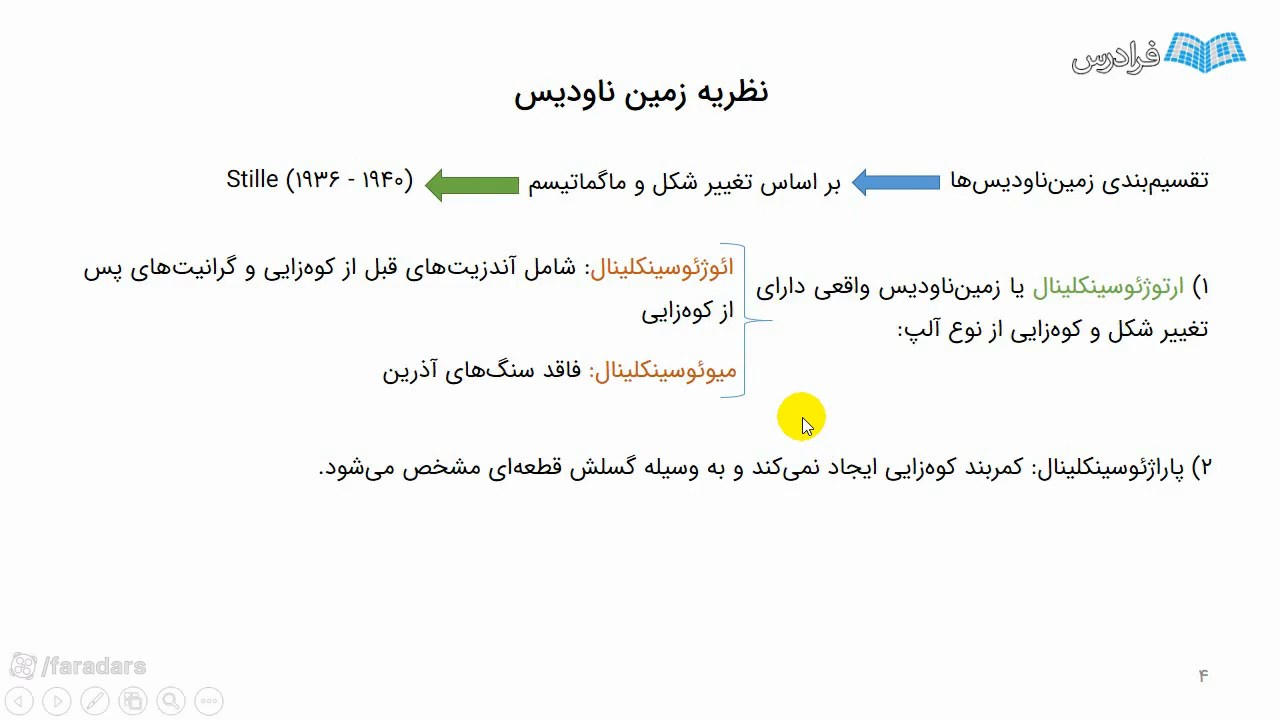 فرادرس
نظریه زمین ناودیس
تقسیم‌بندی زمین‌ناودیس‌ها
بر اساس تغییر شکل و ماگماتیسم
Stille (۱۹۳۶ - ۱۹۴۰)
۱) ارتوژئوسینکلینال یا زمین‌ناودیس واقعی دارای
تغییر شکل و کوه‌زایی از نوع آلپ:
ائوژئوسینکلینال: شامل آندزیت‌های قبل از کوه‌زایی و گرانیت‌های پس
از کوه‌زایی
میوئوسینکلینال: فاقد سنگ‌های آذرین
۲) پاراژئوسینکلینال: کمربند کوه‌زایی ایجاد نمی‌کند و به وسیله گسلش قطعه‌ای مشخص می‌شود.
/faradars
۴